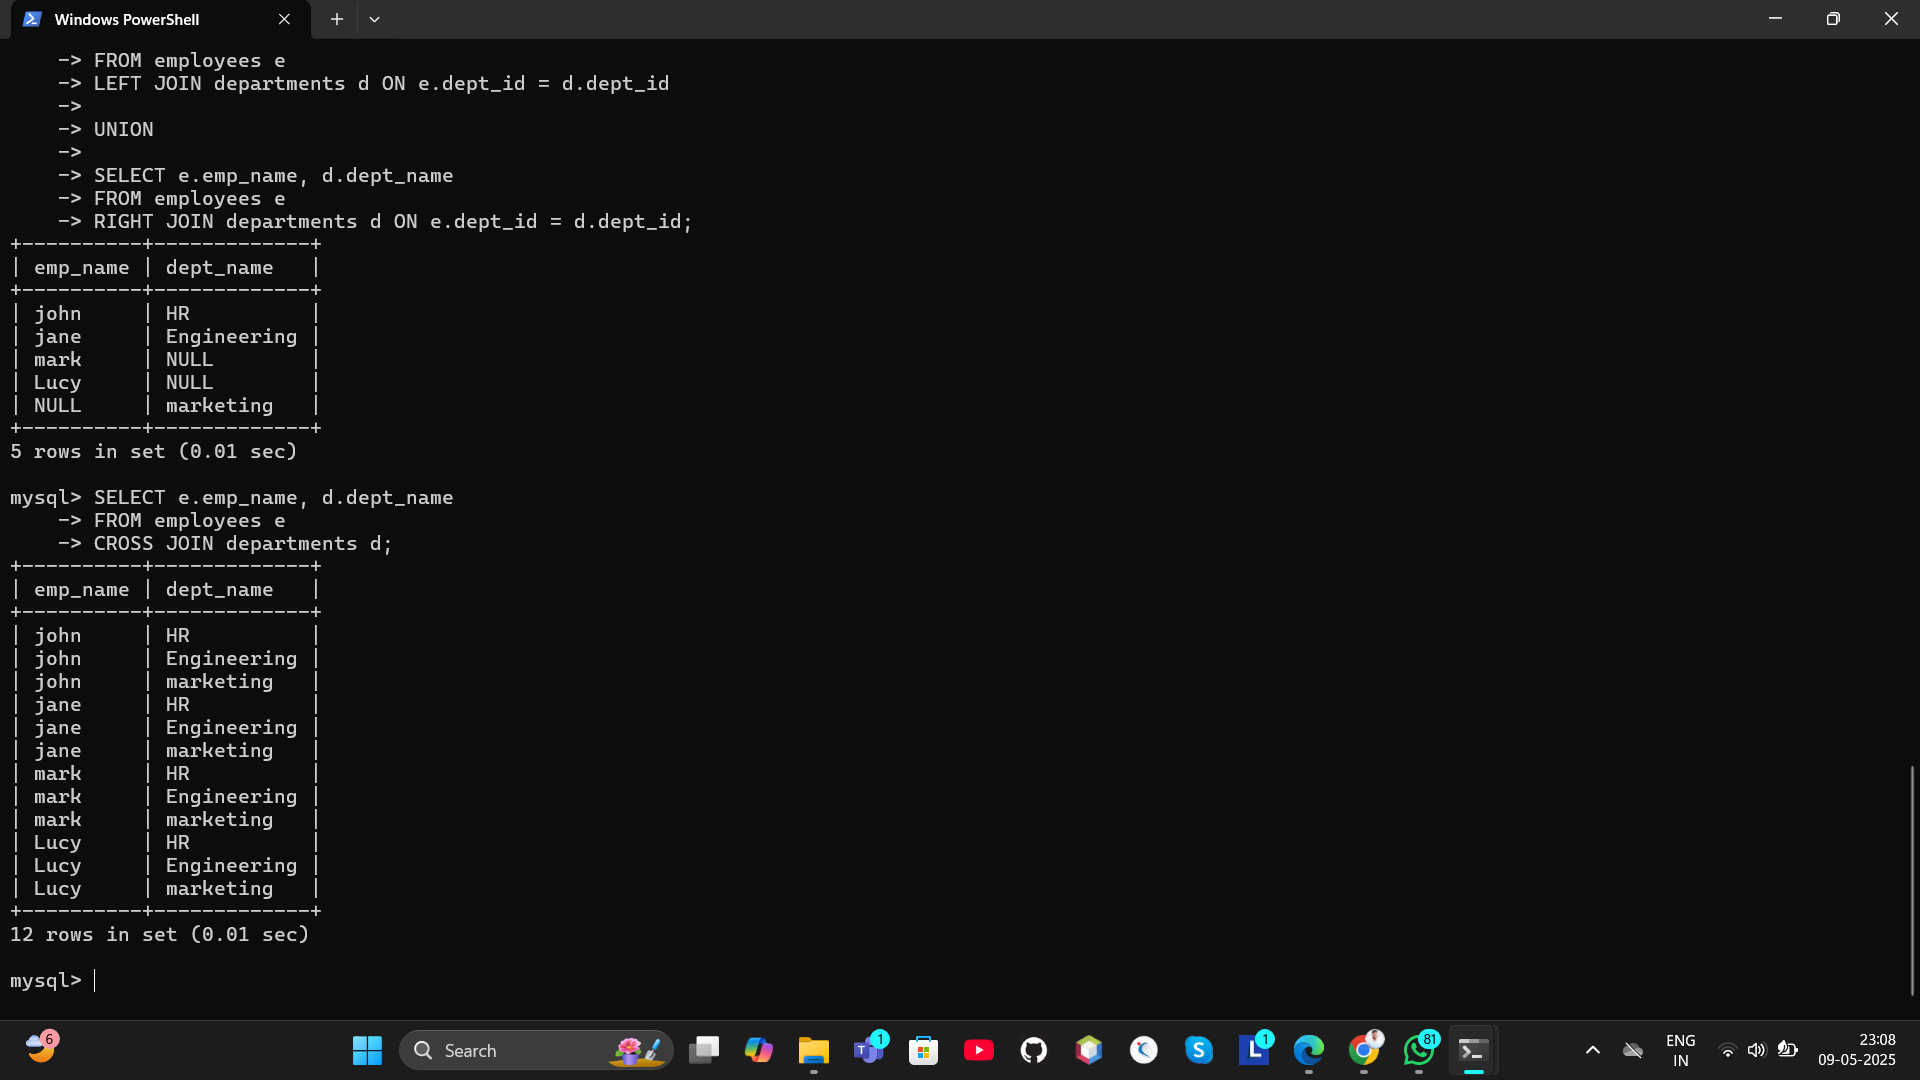 Windows PowerShell
-> FROM employees e
-> LEFT JOIN departments d ON e.dept_id = d.dept_id
->
-> UNION
->
-> SELECT e.emp_name, d.dept_name
-> FROM employees e
-> RIGHT JOIN departments d ON e.dept_id = d.dept_id;
+----------+-------------+
| emp_name | dept_name   |
+----------+-------------+
| john     | HR          |
| jane     | Engineering |
| mark     | NULL        |
| Lucy     | NULL        |
| NULL     | marketing   |
+----------+-------------+
5 rows in set (0.01 sec)
mysql> SELECT e.emp_name, d.dept_name
-> FROM employees e
-> CROSS JOIN departments d;
+----------+-------------+
| emp_name | dept_name   |
+----------+-------------+
| john     | HR          |
| john     | Engineering |
| john     | marketing   |
| jane     | HR          |
| jane     | Engineering |
| jane     | marketing   |
| mark     | HR          |
| mark     | Engineering |
| mark     | marketing   |
| Lucy     | HR          |
| Lucy     | Engineering |
| Lucy     | marketing   |
+----------+-------------+
12 rows in set (0.01 sec)
mysql>
6
Search
T 1
S
L 1
81
ENG
IN
23:08
09-05-2025